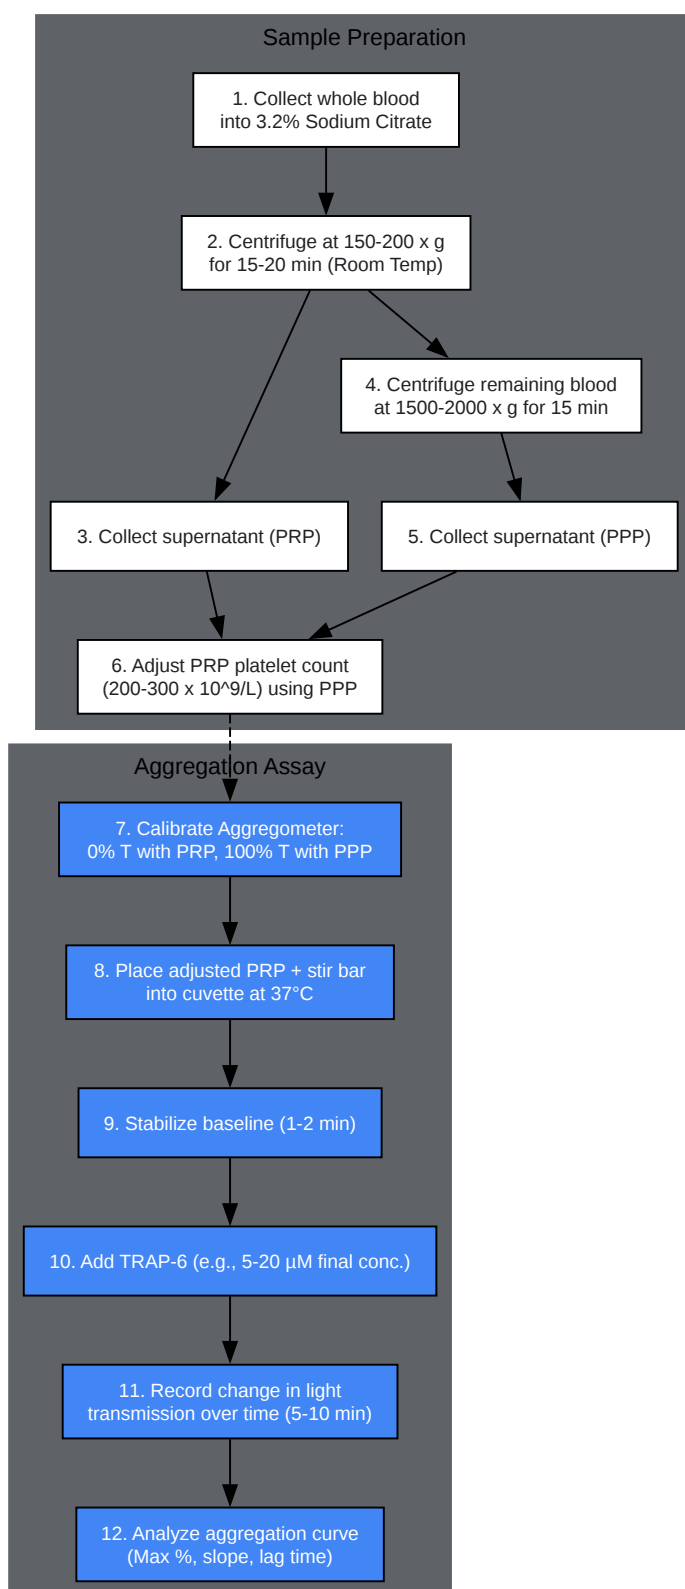 Sample Preparation
1. Collect whole blood
into 3.2% Sodium Citrate
2. Centrifuge at 150-200 x g
for 15-20 min (Room Temp)
4. Centrifuge remaining blood
at 1500-2000 x g for 15 min
3. Collect supernatant (PRP)
5. Collect supernatant (PPP)
6. Adjust PRP platelet count
(200-300 x 10^9/L) using PPP
Aggregation Assay
7. Calibrate Aggregometer:
0% T with PRP, 100% T with PPP
8. Place adjusted PRP + stir bar
into cuvette at 37°C
9. Stabilize baseline (1-2 min)
10. Add TRAP-6 (e.g., 5-20 µM final conc.)
11. Record change in light
transmission over time (5-10 min)
12. Analyze aggregation curve
(Max %, slope, lag time)